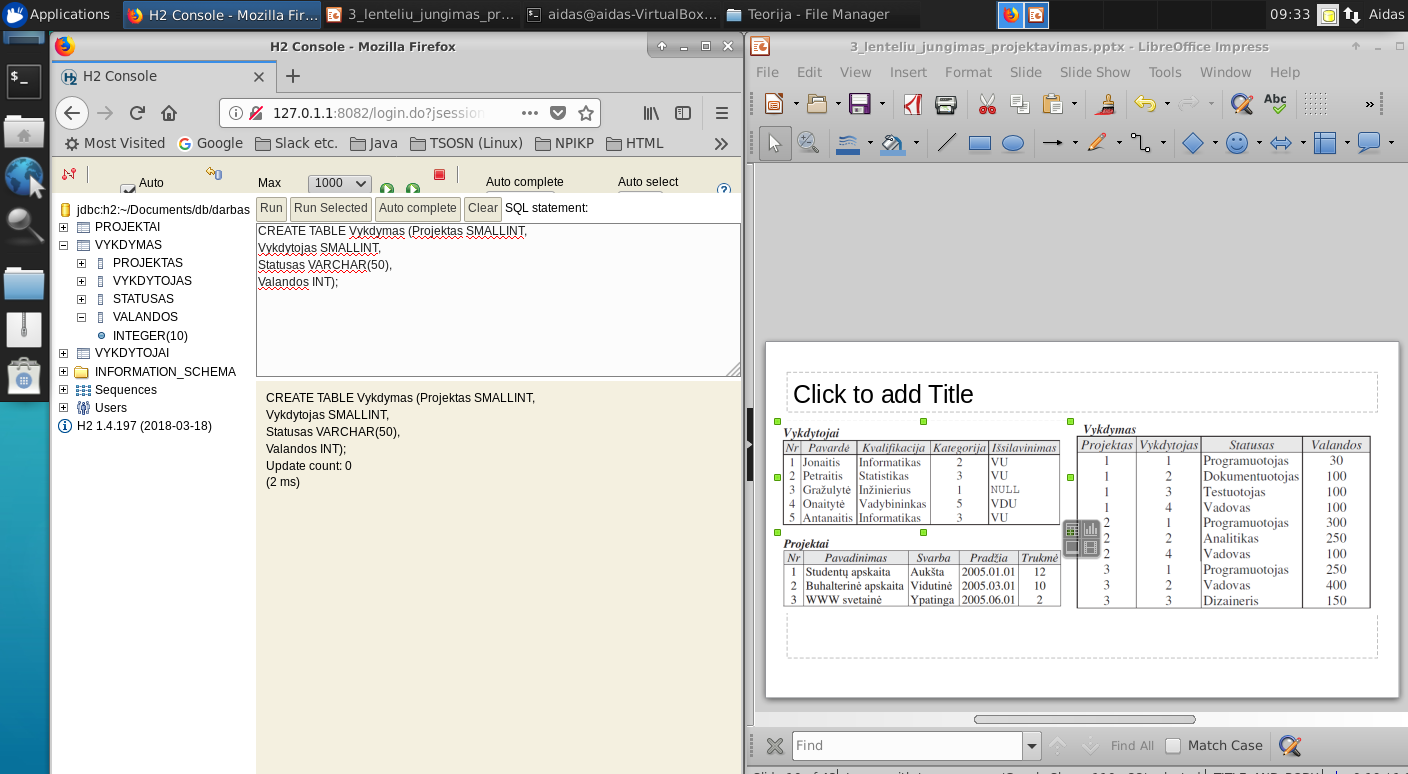 Applications
H2 Console - Mozilla Fir...
3_lenteliu_jungimas_pr...
aidas@aidas-VirtualBox...
Teorija - File Manager
09:33
Aidas
H2 Console - Mozilla Firefox
H2 Console
127.0.1.1:8082/login.do?jsession
Most Visited
Google
Slack etc.
Java
TSOSN (Linux)
NPIKP
HTML
Auto
Max
1000
Auto complete
Auto select
jdbc:h2:~/Documents/db/darbas
PROJEKTAI
VYKDYMAS
PROJEKTAS
VYKDYTOJAS
STATUSAS
VALANDOS
INTEGER(10)
VYKDYTOJAI
INFORMATION_SCHEMA
Sequences
Users
H2 1.4.197 (2018-03-18)
Run
Run Selected
Auto complete
Clear
SQL statement:
CREATE TABLE Vykdymas (Projektas SMALLINT,
Vykdytojas SMALLINT,
Statusas VARCHAR(50),
Valandos INT);
CREATE TABLE Vykdymas (Projektas SMALLINT,
Vykdytojas SMALLINT,
Statusas VARCHAR(50),
Valandos INT);
Update count: 0
(2 ms)
3_lenteliu_jungimas_projektavimas.pptx - LibreOffice Impress
File Edit View Insert Format Slide Slide Show Tools Window Help
Abc
Click to add Title
Vykdytojai
Nr Pavardė Kvalifikacija Kategorija Išsilavinimas
1 Jonaitis Informatikas 2 VU
2 Petraitis Statistikas 3 VU
3 Gražulytė Inžinierius 1 NULL
4 Onaitytė Vadybininkas 5 VDU
5 Antanaitis Informatikas 3 VU
Projektai
Nr Pavadinimas Svarba Pradžia Trukmė
1 Studentų apskaita Aukšta 2005.01.01 12
2 Buhalterinė apskaita Vidutinė 2005.03.01 10
3 WWW svetainė Ypatinga 2005.06.01 2
Vykdymas
Projektas Vykdytojas Statusas Valandos
1 1 Programuotojas 30
1 2 Dokumentuotojas 100
1 3 Testuotojas 100
1 4 Vadovas 100
2 1 Programuotojas 300
2 2 Analitikas 250
2 4 Vadovas 100
3 1 Programuotojas 250
3 2 Vadovas 400
3 3 Dizaineris 150
Find
Find All
Match Case